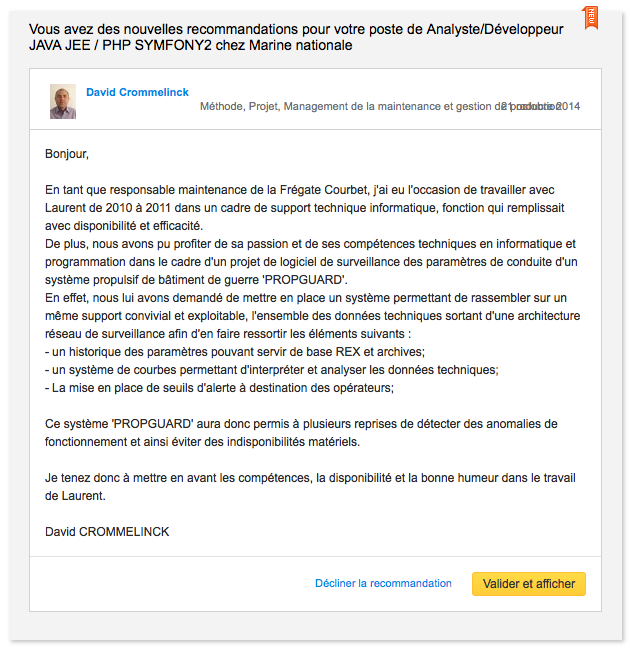 NEW
Vous avez des nouvelles recommandations pour votre poste de Analyste/Développeur
JAVA JEE / PHP SYMFONY2 chez Marine nationale
David Crommelinck
Méthode, Projet, Management de la maintenance et gestion de production
21 octobre 2014
Bonjour,
En tant que responsable maintenance de la Frégate Courbet, j'ai eu l'occasion de travailler avec
Laurent de 2010 à 2011 dans un cadre de support technique informatique, fonction qui remplissait
avec disponibilité et efficacité.
De plus, nous avons pu profiter de sa passion et de ses compétences techniques en informatique et
programmation dans le cadre d'un projet de logiciel de surveillance des paramètres de conduite d'un
système propulsif de bâtiment de guerre 'PROPGUARD'.
En effet, nous lui avons demandé de mettre en place un système permettant de rassembler sur un
même support convivial et exploitable, l'ensemble des données techniques sortant d'une architecture
réseau de surveillance afin d'en faire ressortir les éléments suivants :
- un historique des paramètres pouvant servir de base REX et archives;
- un système de courbes permettant d'interpréter et analyser les données techniques;
- La mise en place de seuils d'alerte à destination des opérateurs;
Ce système 'PROPGUARD' aura donc permis à plusieurs reprises de détecter des anomalies de
fonctionnement et ainsi éviter des indisponibilités matériels.
Je tenez donc à mettre en avant les compétences, la disponibilité et la bonne humeur dans le travail
de Laurent.
David CROMMELINCK
Décliner la recommandation
Valider et afficher